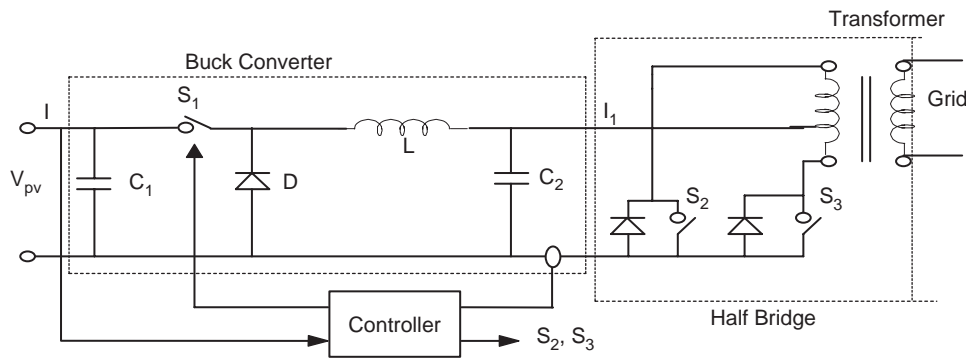 Transformer
Buck Converter
I
S1
I1
Grid
L
Vpv
C1
D
C2
S2
S3
Controller
S2, S3
Half Bridge